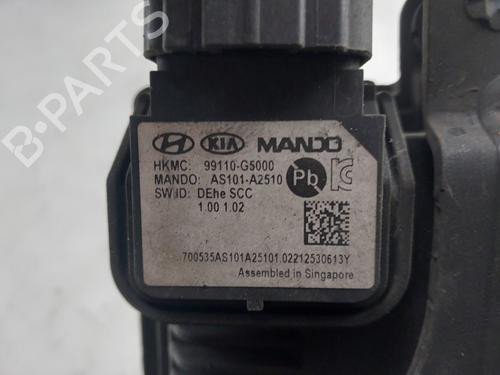 B-PARTS
KIA MANDO
HKMC: 99110-G5000
MANDO: AS101-A2510
SW ID: DEhe SCC
1.00 1.02
Pb
700535AS101A25101.02212530613Y
Assembled in Singapore